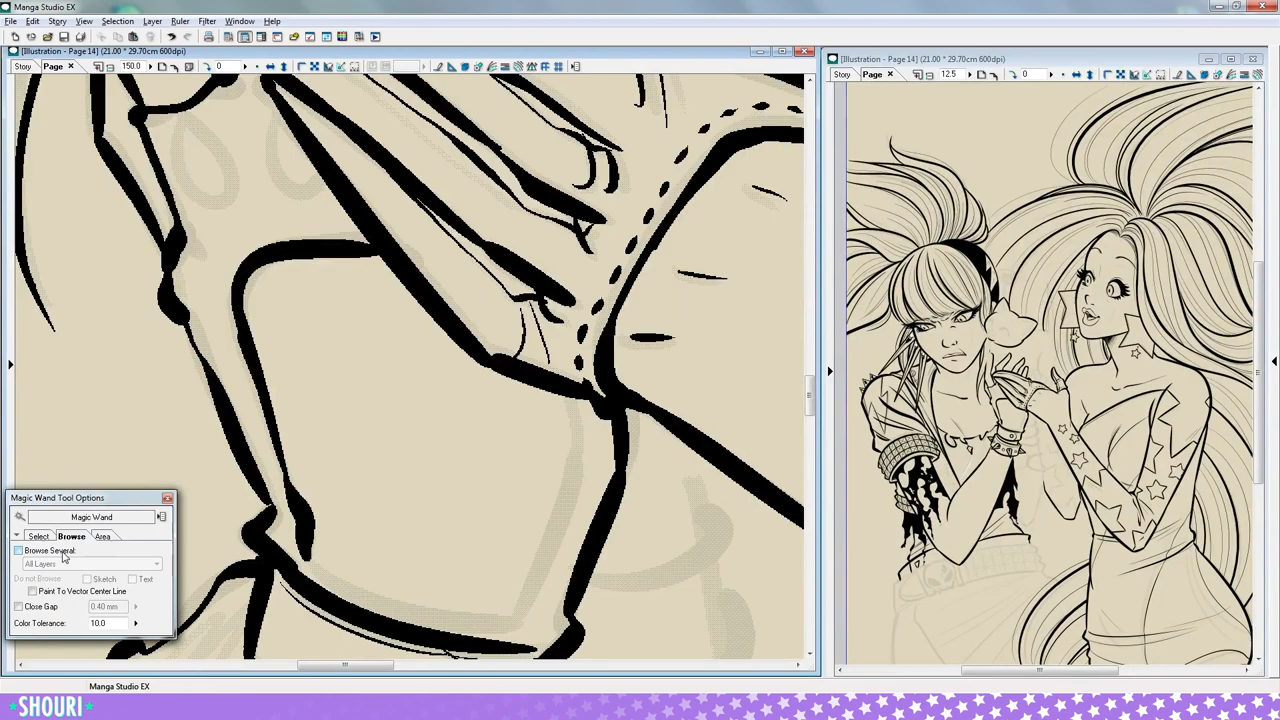 Manga Studio EX
File Edit Story View Selection Layer Ruler Filter Window Help
[Illustration - Page 14] (21.00 * 29.70cm 600dpi)
Story Page × 150.0 0
[Illustration - Page 14] (21.00 * 29.70cm 600dpi)
Story Page × 12.5 0
Magic Wand Tool Options
Magic Wand
Select Browse Area
Browse Several:
All Layers
Do not Browse Sketch Text
Paint To Vector Center Line
Close Gap 0.40 mm
Color Tolerance: 10.0
Manga Studio EX
*SHOURI*